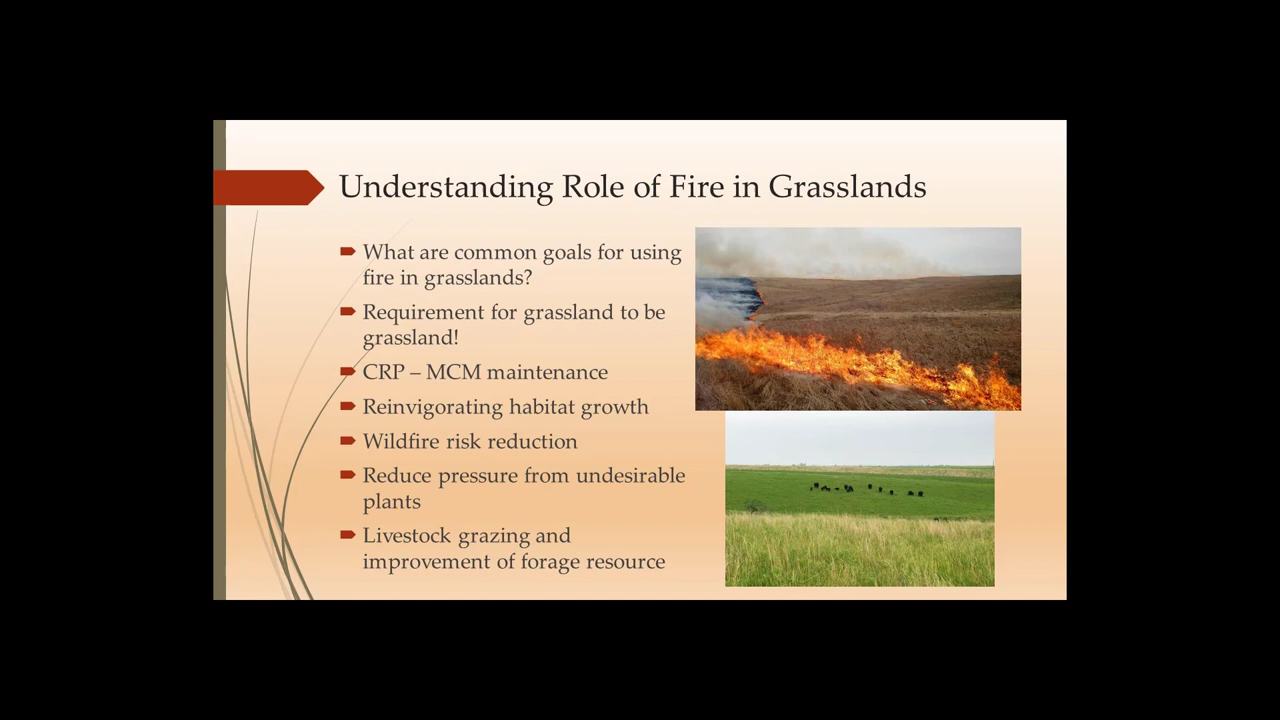 Understanding Role of Fire in Grasslands
What are common goals for using
fire in grasslands?
Requirement for grassland to be
grassland!
CRP – MCM maintenance
Reinvigorating habitat growth
Wildfire risk reduction
Reduce pressure from undesirable
plants
Livestock grazing and
improvement of forage resource